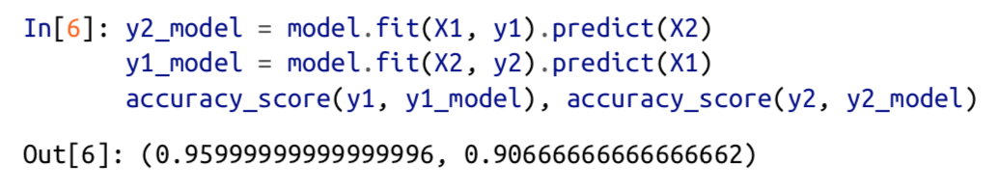 In[6]: y2_model = model.fit(X1, y1).predict(X2)
y1_model = model.fit(X2, y2).predict(X1)
accuracy_score(y1, y1_model), accuracy_score(y2, y2_model)
Out[6]: (0.95999999999999996, 0.90666666666666662)